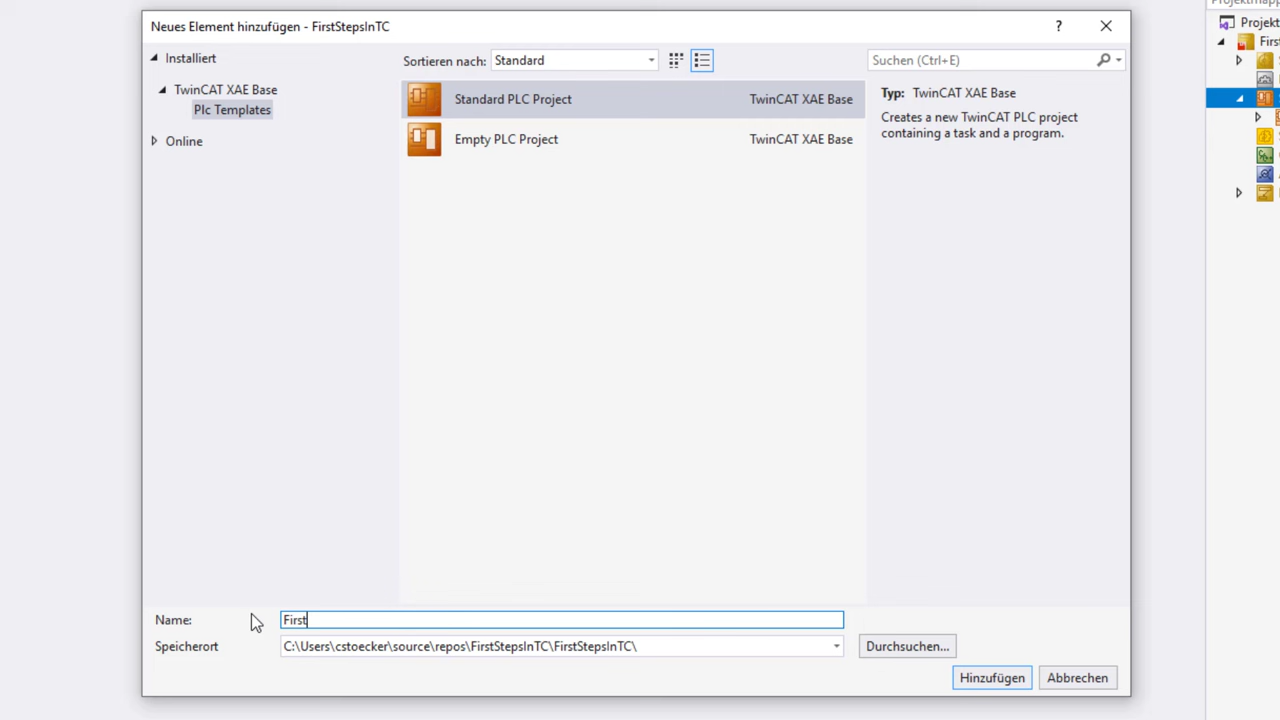 Neues Element hinzufügen - FirstStepsInTC
?
Installiert
TwinCAT XAE Base
Plc Templates
Online
Sortieren nach: Standard
Suchen (Ctrl+E)
Standard PLC Project TwinCAT XAE Base
Empty PLC Project TwinCAT XAE Base
Typ: TwinCAT XAE Base
Creates a new TwinCAT PLC project
containing a task and a program.
Name: First
Speicherort C:\Users\cstoecker\source\repos\FirstStepsInTC\FirstStepsInTC\
Durchsuchen...
Hinzufügen Abbrechen
Projekt
Firs